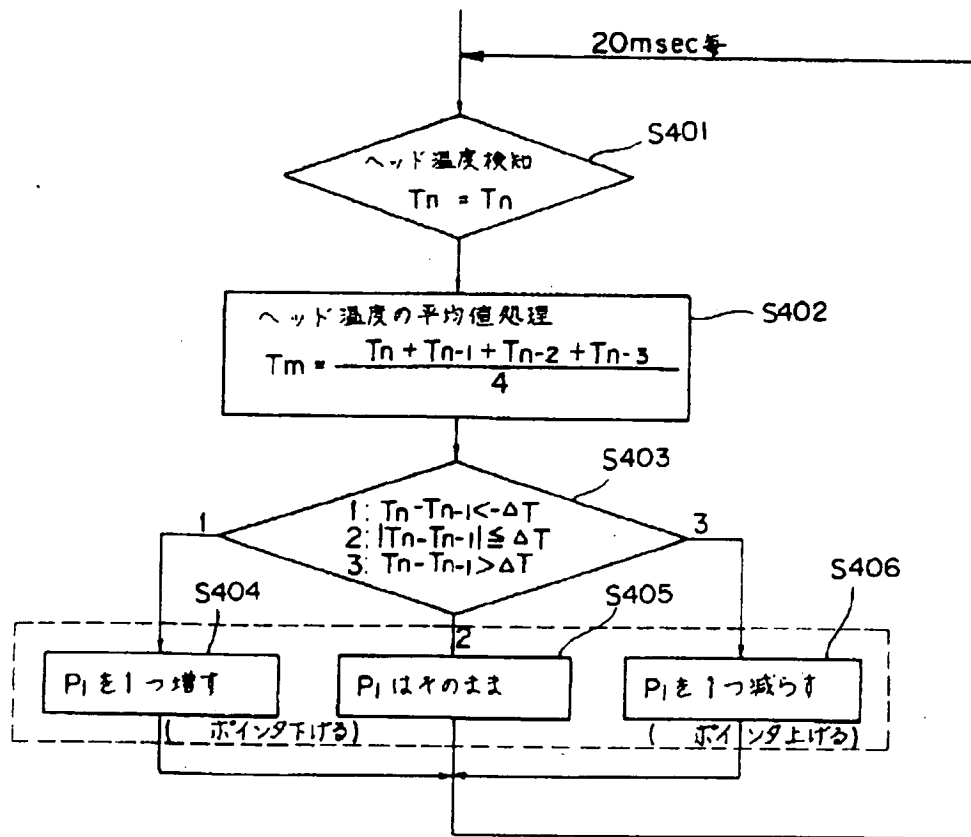 20msec毎
S401
ヘッド温度検知
Tn = Tn
S402
ヘッド温度の平均値処理
Tm = Tn + Tn-1 + Tn-2 + Tn-3
4
S403
1
1: Tn-Tn-1<-ΔT
2: |Tn-Tn-1|≦ΔT
3: Tn-Tn-1>ΔT
3
S404
S405
S406
2
P1を1つ増す
P1はそのまま
P1を1つ減らす
( ポインタ下げる)
( ポインタ上げる)